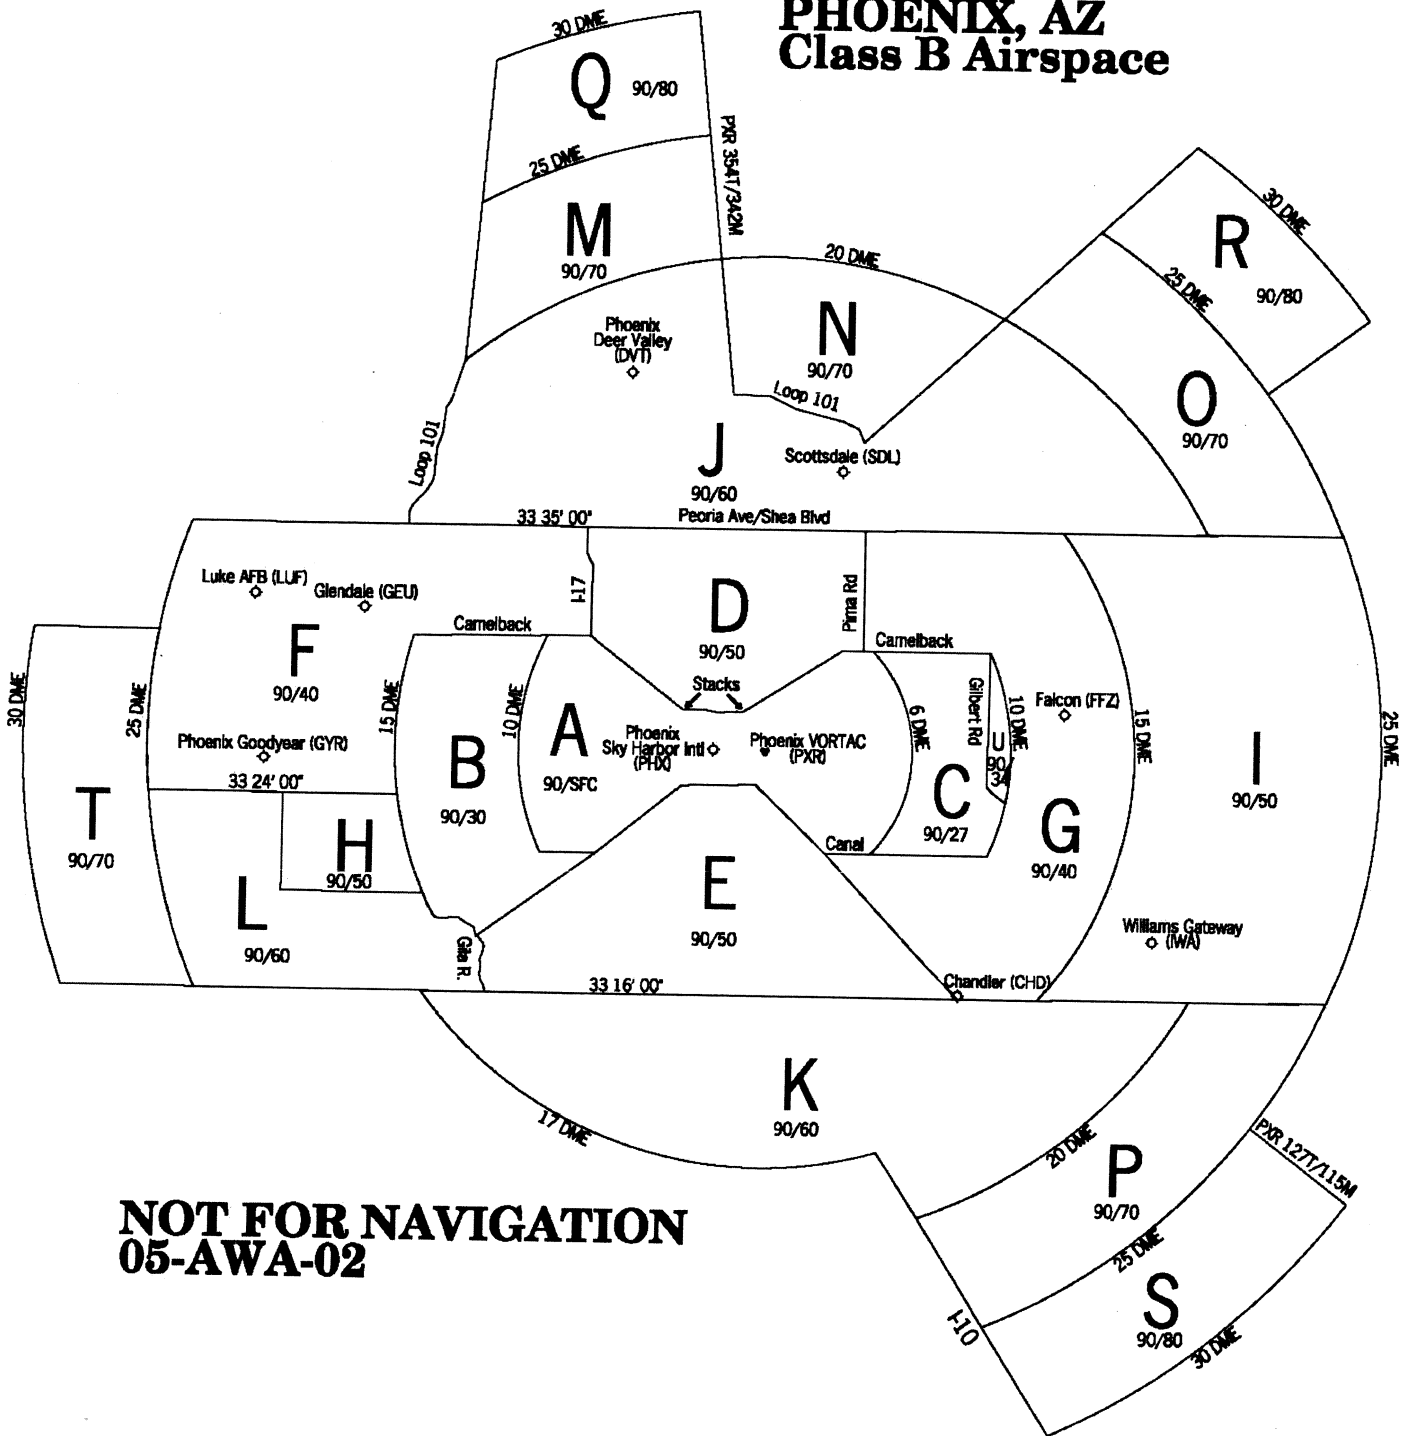 PHOENIX, AZ
Class B Airspace
30 DME
Q
90/80
25 DME
PXR 354T/342M
M
90/70
20 DME
N
90/70
30 DME
R
90/80
25 DME
O
90/70
Phoenix
Deer Valley
(DVT)
Loop 101
Loop 101
J
90/60
Scottsdale (SDL)
33 35' 00"
Peoria Ave/Shea Blvd
Luke AFB (LUF)
Glendale (GEU)
I-17
D
90/50
Pima Rd
Camelback
Camelback
F
90/40
Stacks
30 DME
25 DME
15 DME
10 DME
A
90/SFC
Phoenix
Sky Harbor Intl
(PHX)
Phoenix VORTAC
(PXR)
6 DME
Gilbert Rd
10 DME
Falcon (FFZ)
15 DME
25 DME
U
90/
34
Phoenix Goodyear (GYR)
33 24' 00"
B
90/30
C
90/27
I
90/50
T
90/70
H
90/50
Canal
G
90/40
E
90/50
L
90/60
Gila R.
Williams Gateway
(IWA)
33 16' 00"
Chandler (CHD)
K
90/60
17 DME
20 DME
PXR 127T/115M
P
90/70
25 DME
S
90/80
30 DME
I-10
NOT FOR NAVIGATION
05-AWA-02